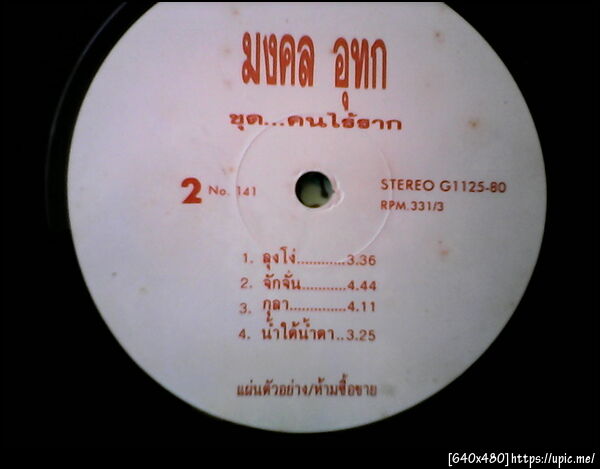 มงคล อุทก
ชุด...คนไร้ราก
2 No. 141
STEREO G1125-80
RPM.331/3
1. ลุงโง่............3.36
2. จักจั่น...........4.44
3. กุลา..............4.11
4. น้ำใต้น้ำตา..3.25
แผ่นตัวอย่าง/ห้ามซื้อขาย
[640x480]https://upic.me/